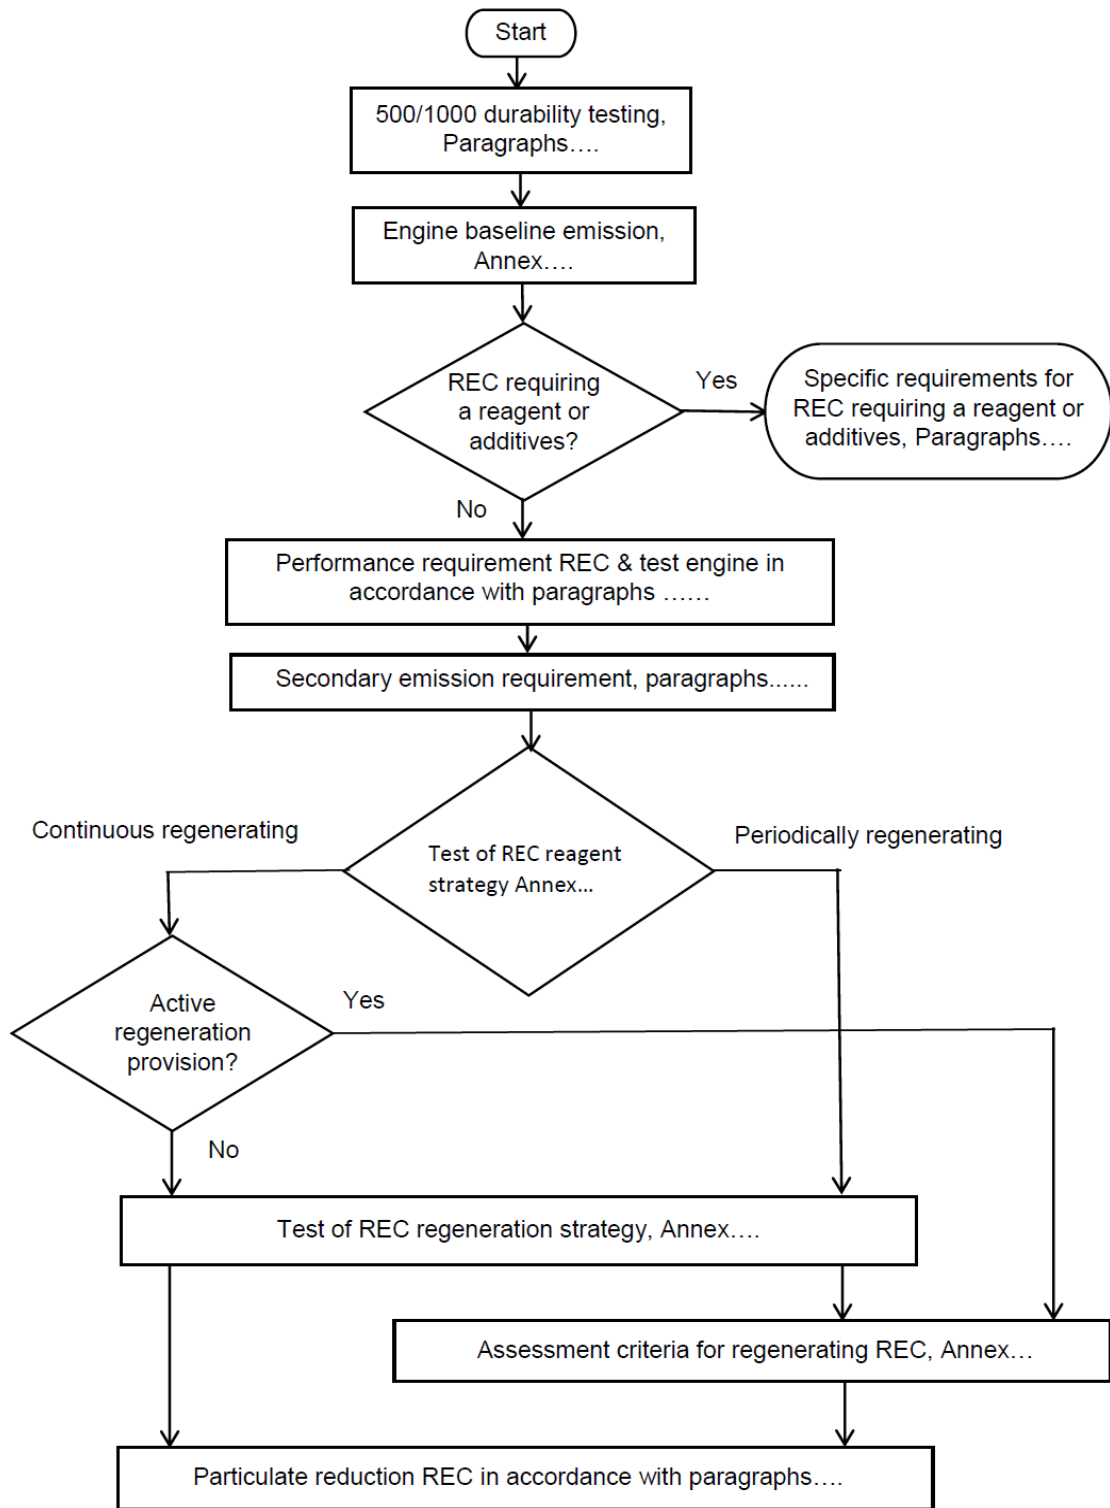 Start
500/1000 durability testing,
Paragraphs….
Engine baseline emission,
Annex….
REC requiring
a reagent or
additives?
Yes
Specific requirements for
REC requiring a reagent or
additives, Paragraphs….
No
Performance requirement REC & test engine in
accordance with paragraphs ……
Secondary emission requirement, paragraphs......
Continuous regenerating
Periodically regenerating
Test of REC reagent
strategy Annex...
Active
regeneration
provision?
Yes
No
Test of REC regeneration strategy, Annex….
Assessment criteria for regenerating REC, Annex…
Particulate reduction REC in accordance with paragraphs….